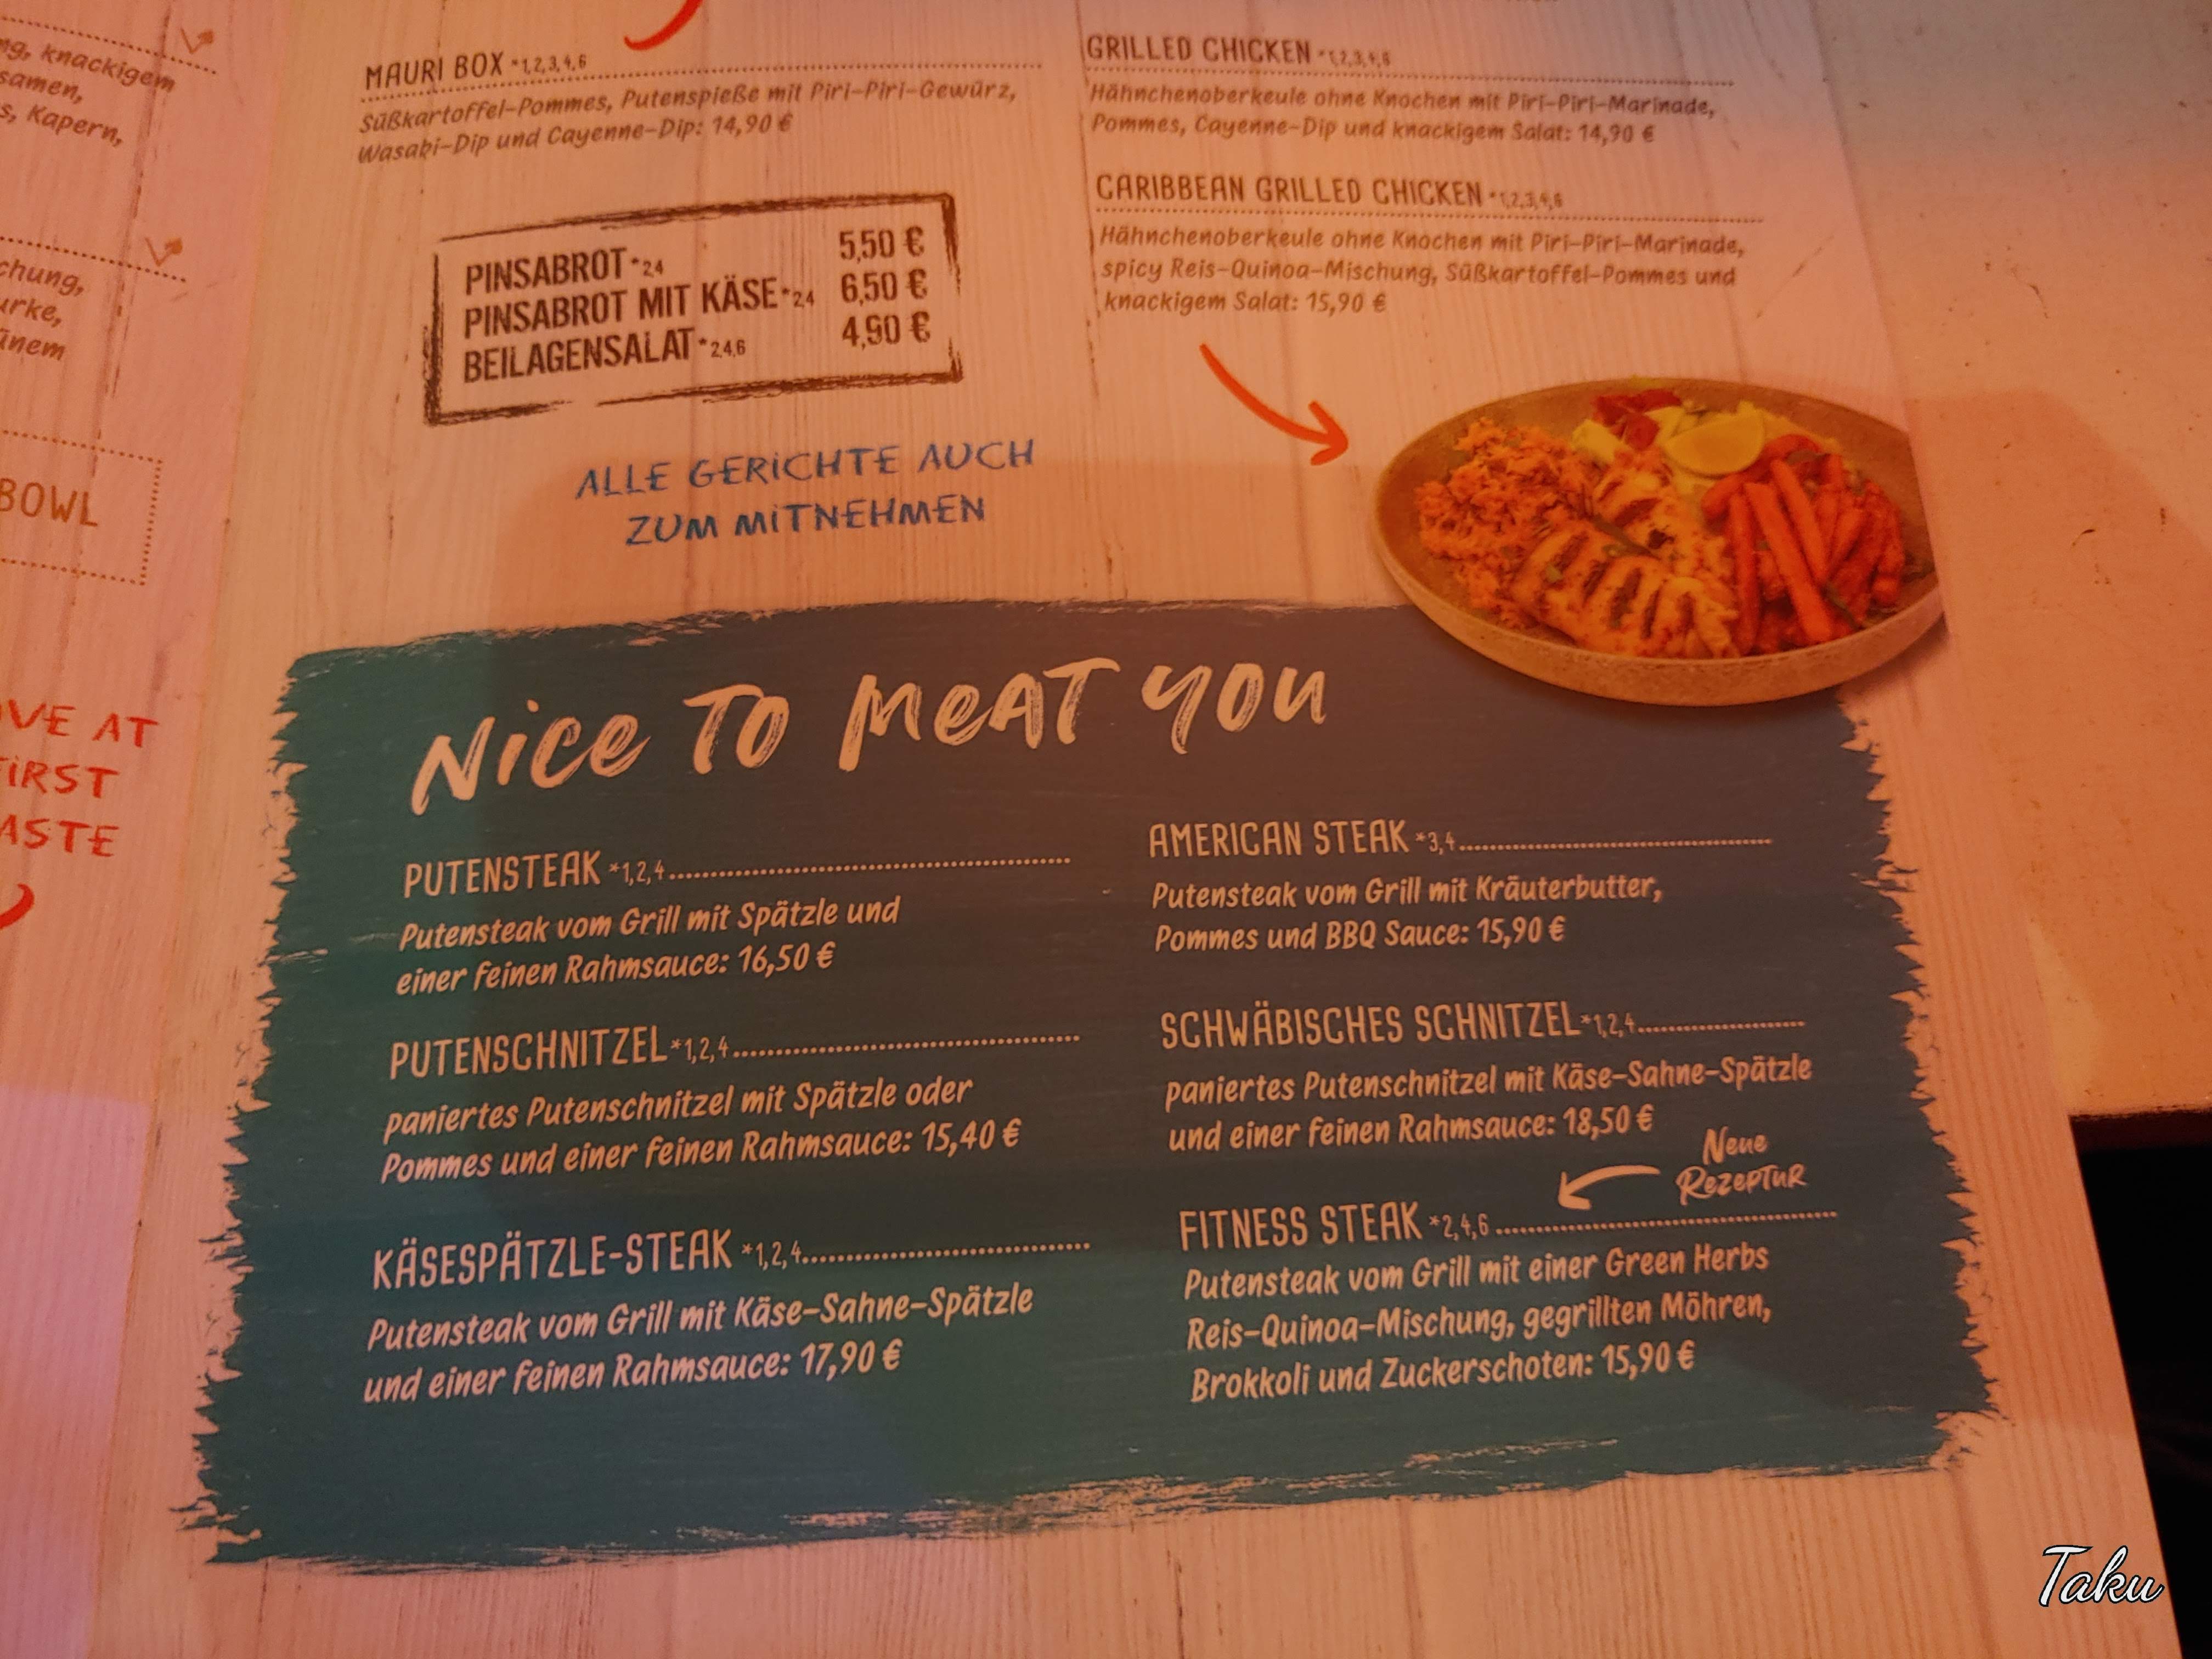 knackigem
samen,
Kapern,
chung,
BOWL
VE AT
FIRST
ASTE
MAURI BOX *1,2,3,4,6
Süßkartoffel-Pommes, Putenspieße mit Piri-Piri-Gewürz,
Wasabi-Dip und Cayenne-Dip: 14,90 €
PINSABROT *2,4 5,50 €
PINSABROT MIT KÄSE *2,4 6,50 €
BEILAGENSALAT *2,4,6 4,90 €
ALLE GERICHTE AUCH
ZUM MITNEHMEN
GRILLED CHICKEN *1,2,3,4,6
Hähnchenoberkeule ohne Knochen mit Piri-Piri-Marinade,
Pommes, Cayenne-Dip und knackigem Salat: 14,90 €
CARIBBEAN GRILLED CHICKEN *1,2,3,4,6
Hähnchenoberkeule ohne Knochen mit Piri-Piri-Marinade,
spicy Reis-Quinoa-Mischung, Süßkartoffel-Pommes und
knackigem Salat: 15,90 €
NICE TO MEAT YOU
PUTENSTEAK *1,2,4
Putensteak vom Grill mit Spätzle und
einer feinen Rahmsauce: 16,50 €
PUTENSCHNITZEL *1,2,4
paniertes Putenschnitzel mit Spätzle oder
Pommes und einer feinen Rahmsauce: 15,40 €
KÄSESPÄTZLE-STEAK *1,2,4
Putensteak vom Grill mit Käse-Sahne-Spätzle
und einer feinen Rahmsauce: 17,90 €
AMERICAN STEAK *3,4
Putensteak vom Grill mit Kräuterbutter,
Pommes und BBQ Sauce: 15,90 €
SCHWÄBISCHES SCHNITZEL *1,2,4
paniertes Putenschnitzel mit Käse-Sahne-Spätzle
und einer feinen Rahmsauce: 18,50 €
Neue
Rezeptur
FITNESS STEAK *2,4,6
Putensteak vom Grill mit einer Green Herbs
Reis-Quinoa-Mischung, gegrillten Möhren,
Brokkoli und Zuckerschoten: 15,90 €
Taku